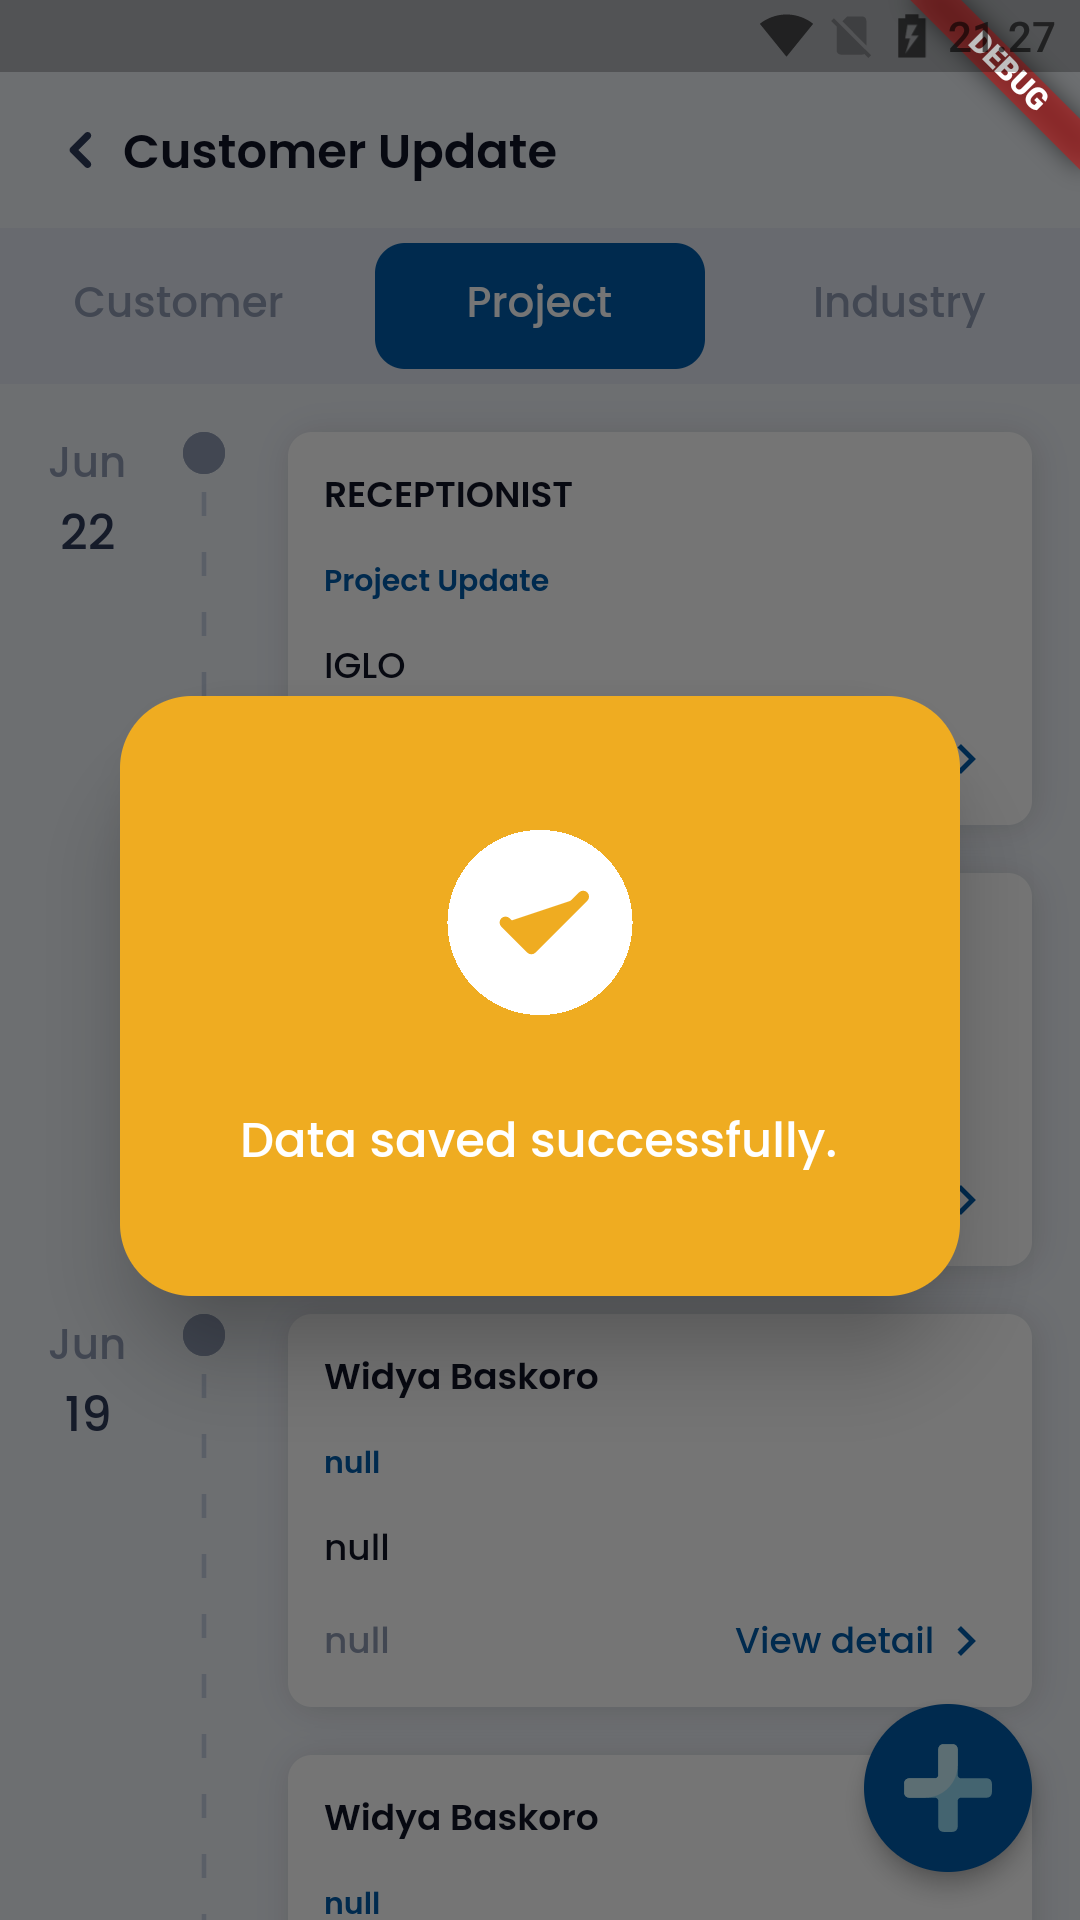 21:27
DEBUG
Customer Update
Customer
Project
Industry
Jun
22
RECEPTIONIST
Project Update
IGLO
Data saved successfully.
Jun
19
Widya Baskoro
null
null
null
View detail
Widya Baskoro
null